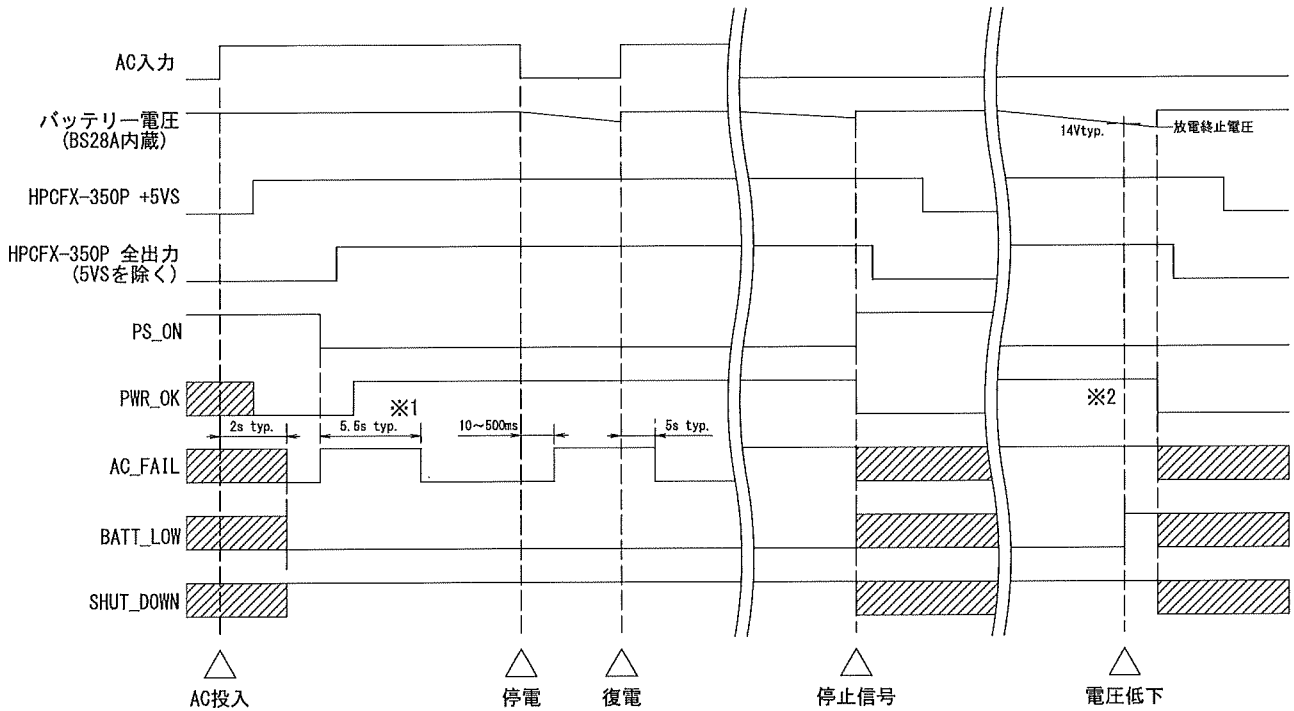 AC入力
バッテリー電圧
(BS28A内蔵)
14Vtyp.
放電終止電圧
HPCFX-350P +5VS
HPCFX-350P 全出力
(5VSを除く)
PS_ON
PWR_OK
※1
※2
2s typ.
5.5s typ.
10～500ms
5s typ.
AC_FAIL
BATT_LOW
SHUT_DOWN
AC投入
停電
復電
停止信号
電圧低下